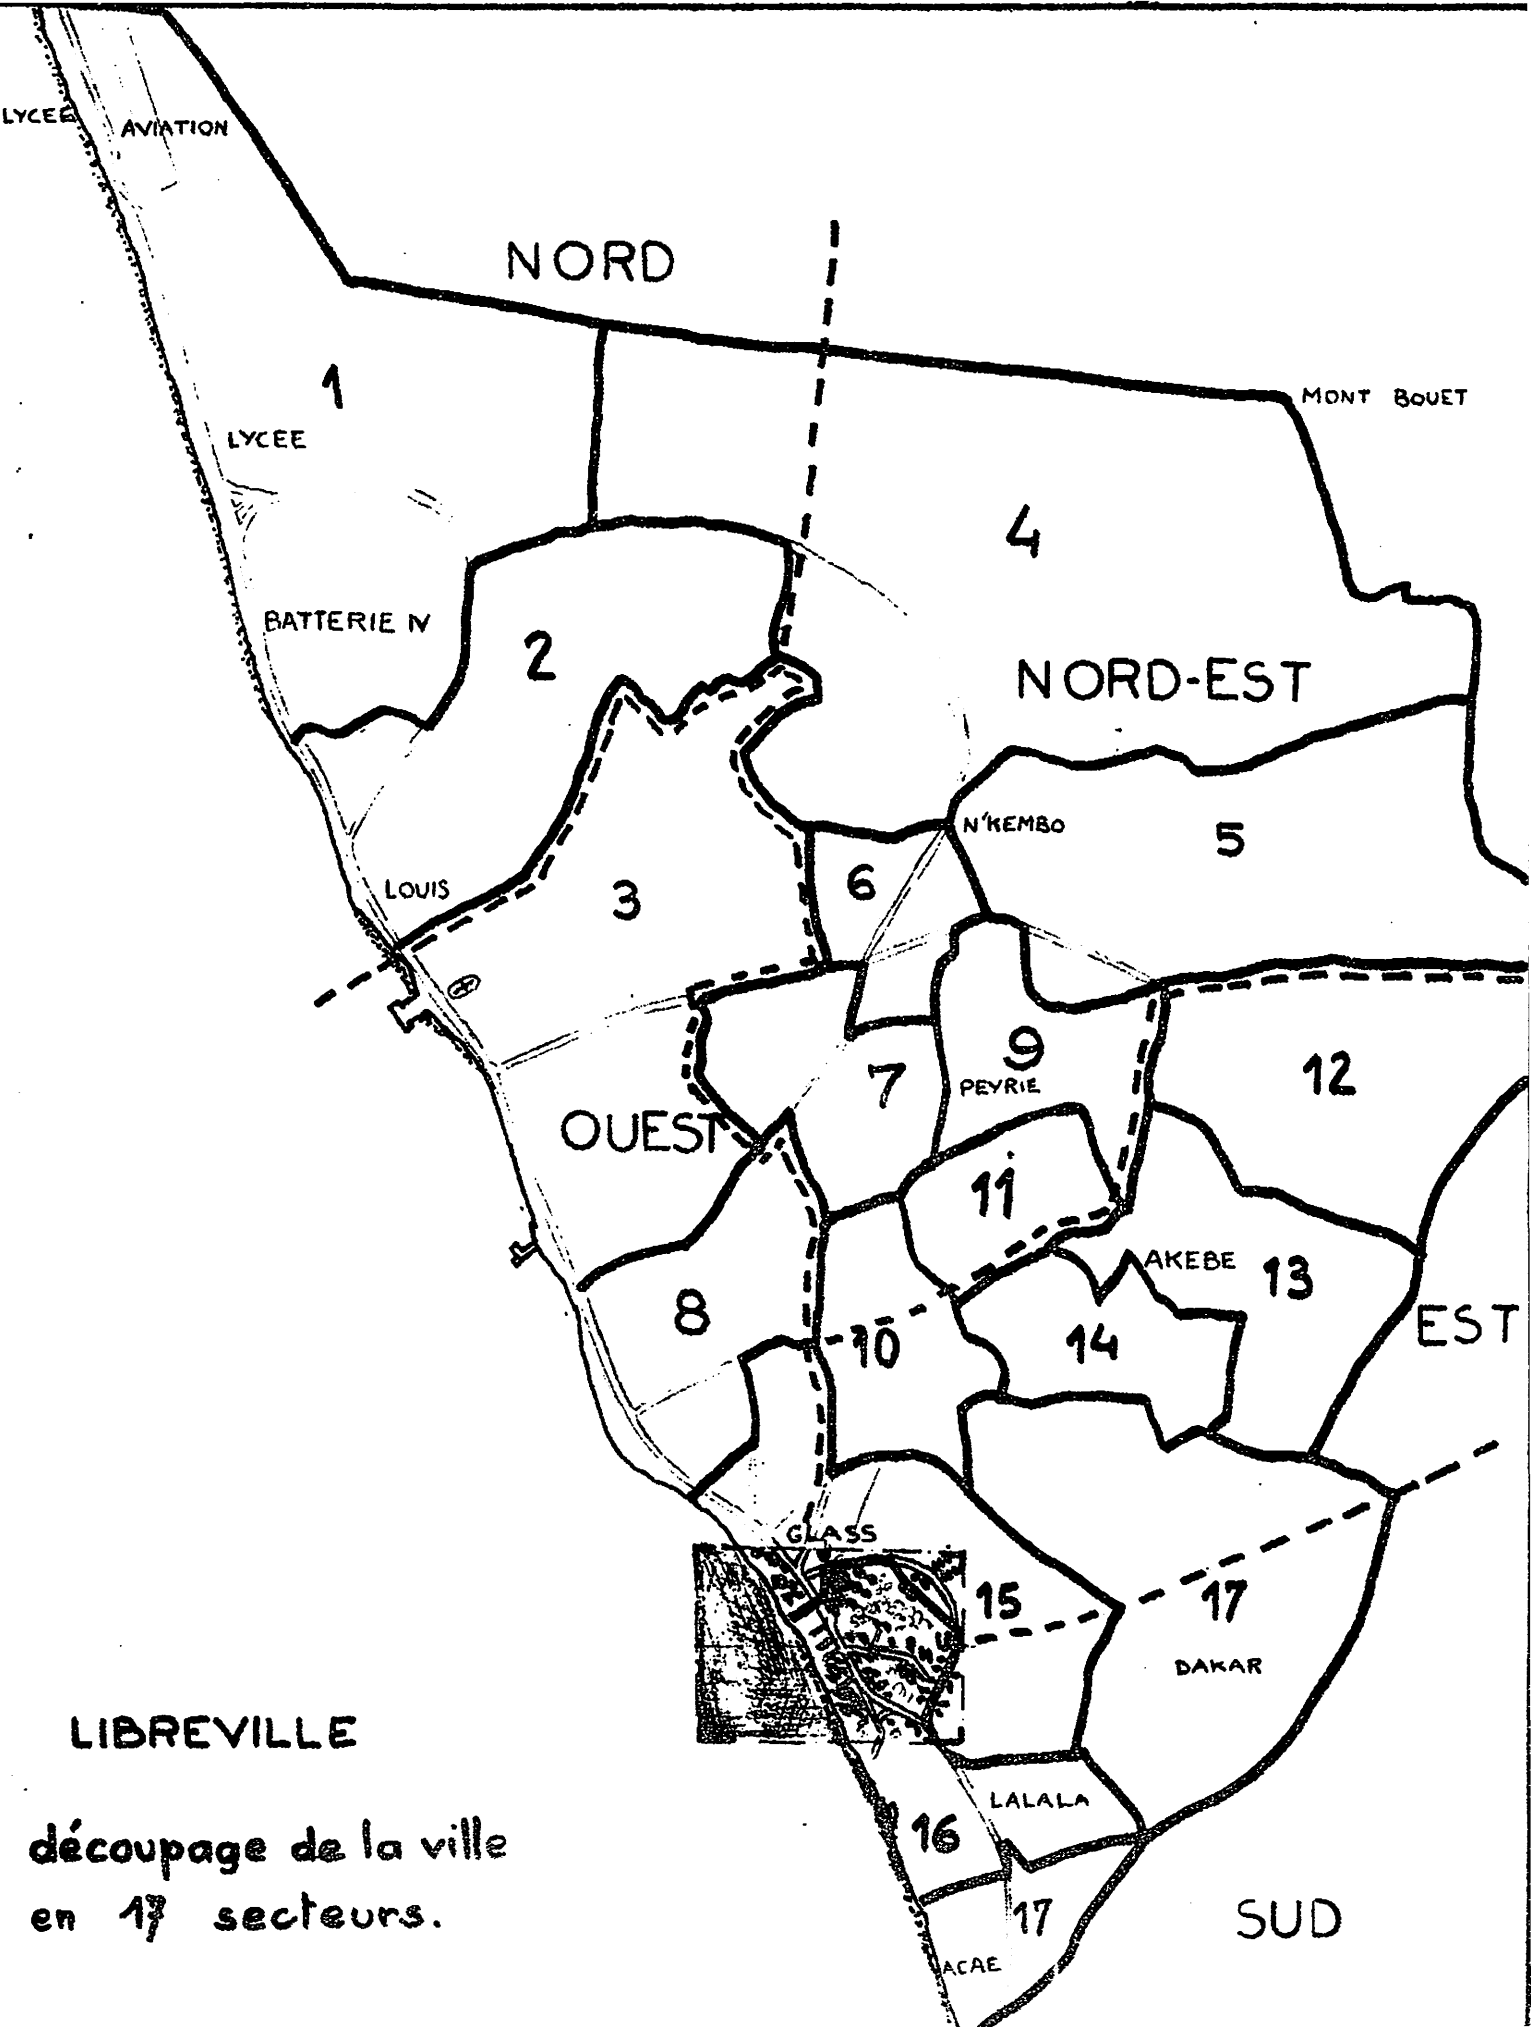 LYCEE
AVIATION
NORD
1
MONT BOUET
LYCEE
4
BATTERIE IV
2
NORD-EST
N'KEMBO
5
LOUIS
3
6
9
7
PEYRIE
12
OUEST
11
AKEBE
13
8
10
14
EST
GLASS
15
17
DAKAR
LIBREVILLE
LALALA
16
découpage de la ville
en 17 secteurs.
17
SUD
ACAE